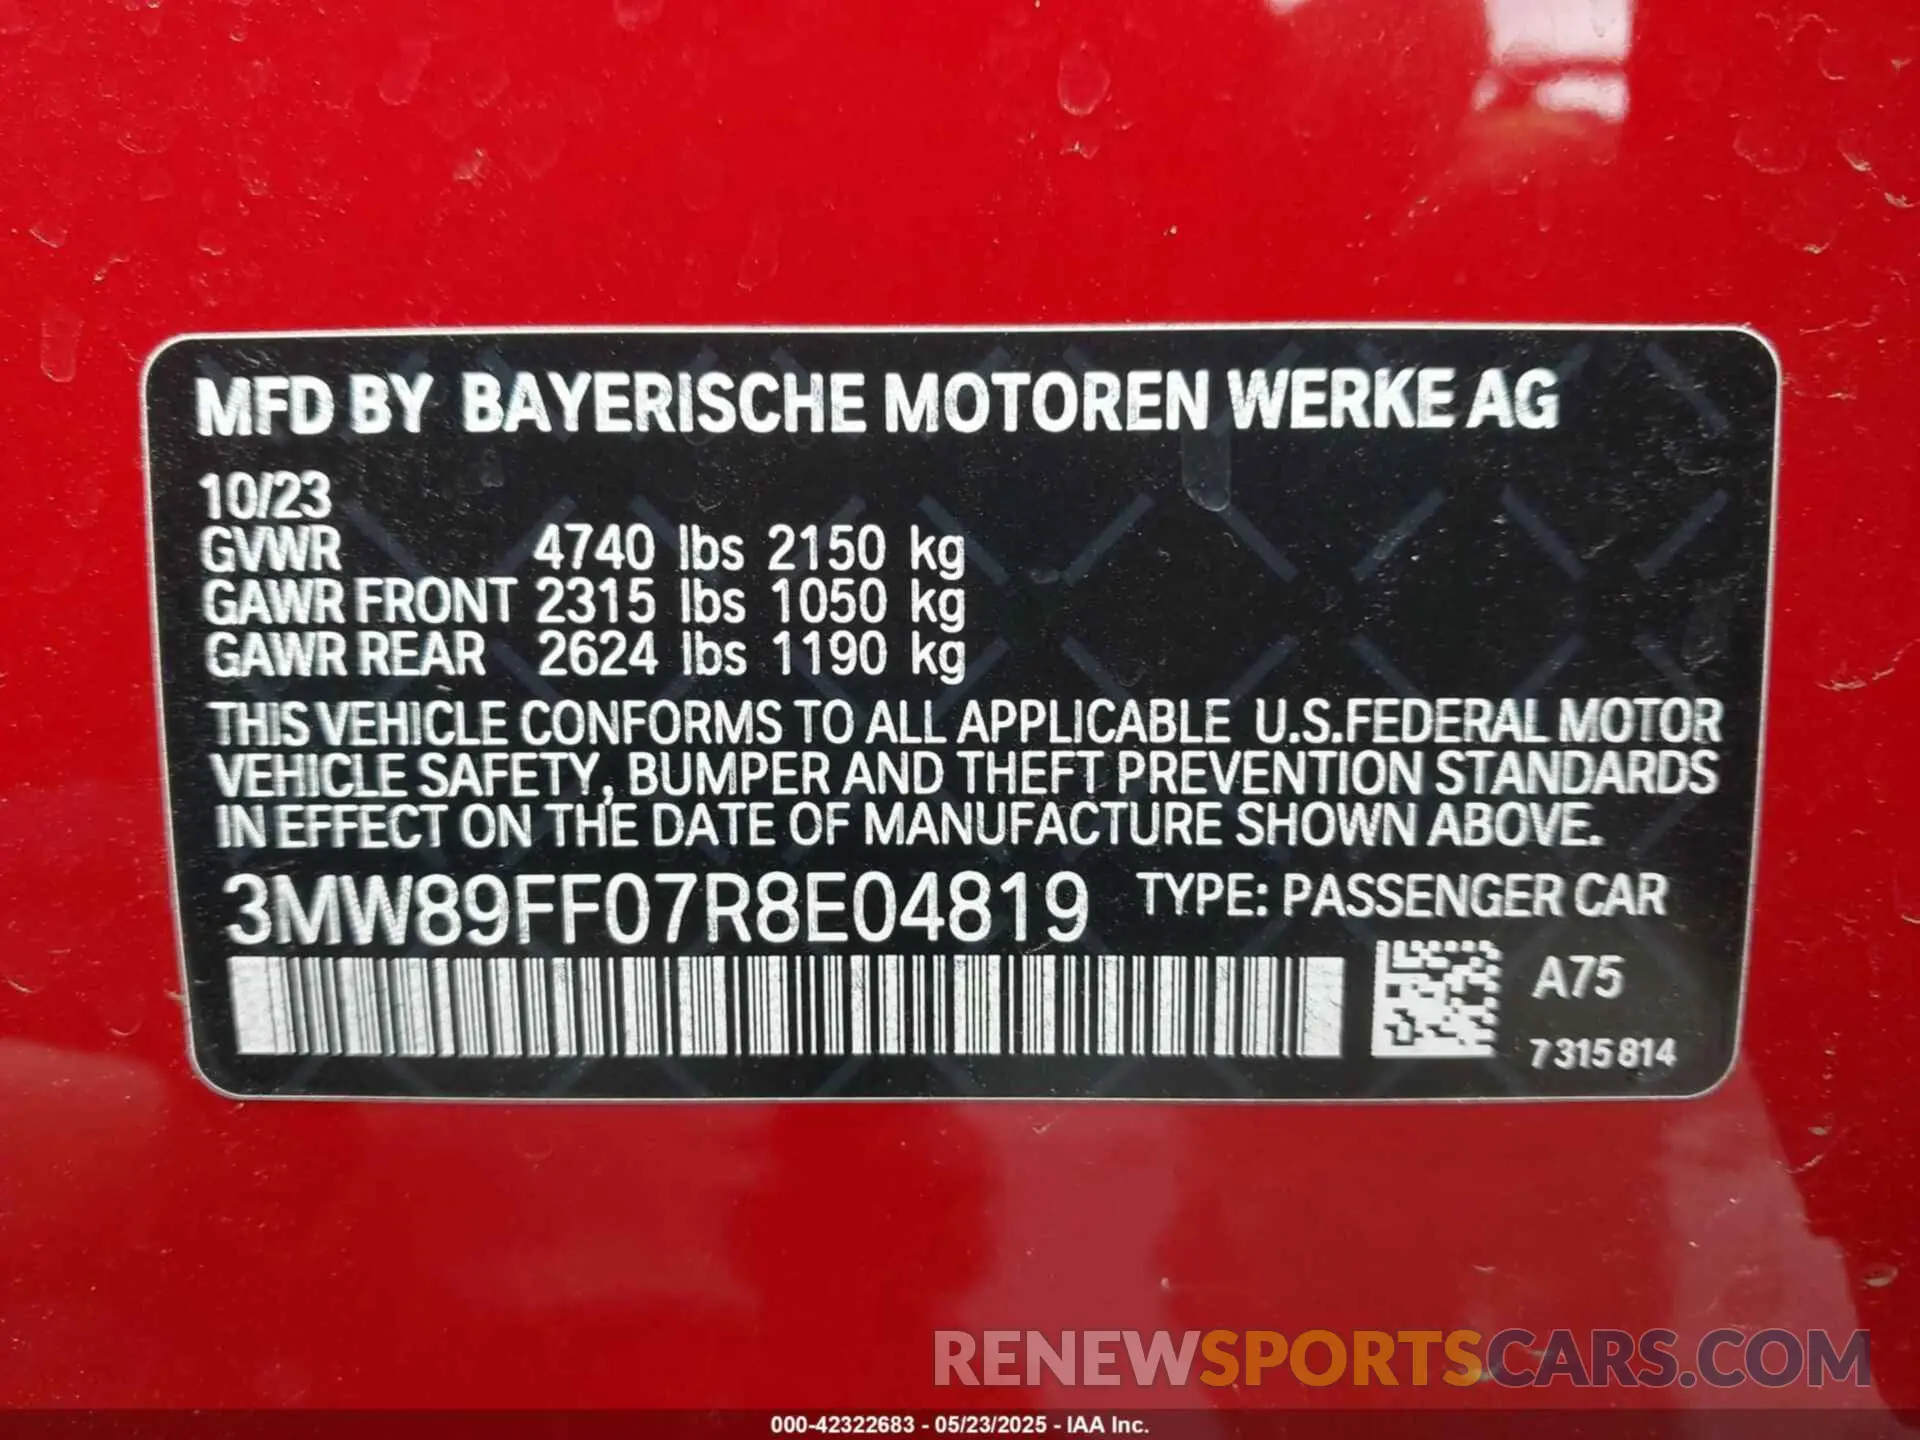 MFD BY BAYERISCHE MOTOREN WERKE AG
10/23
GVWR 4740 lbs 2150 kg
GAWR FRONT 2315 lbs 1050 kg
GAWR REAR 2624 lbs 1190 kg
THIS VEHICLE CONFORMS TO ALL APPLICABLE U.S.FEDERAL MOTOR
VEHICLE SAFETY, BUMPER AND THEFT PREVENTION STANDARDS
IN EFFECT ON THE DATE OF MANUFACTURE SHOWN ABOVE.
3MW89FF07R8E04819 TYPE: PASSENGER CAR
A75
7 315 814
RENEWSPORTSCARS.COM
000-42322683 - 05/23/2025 - IAA Inc.